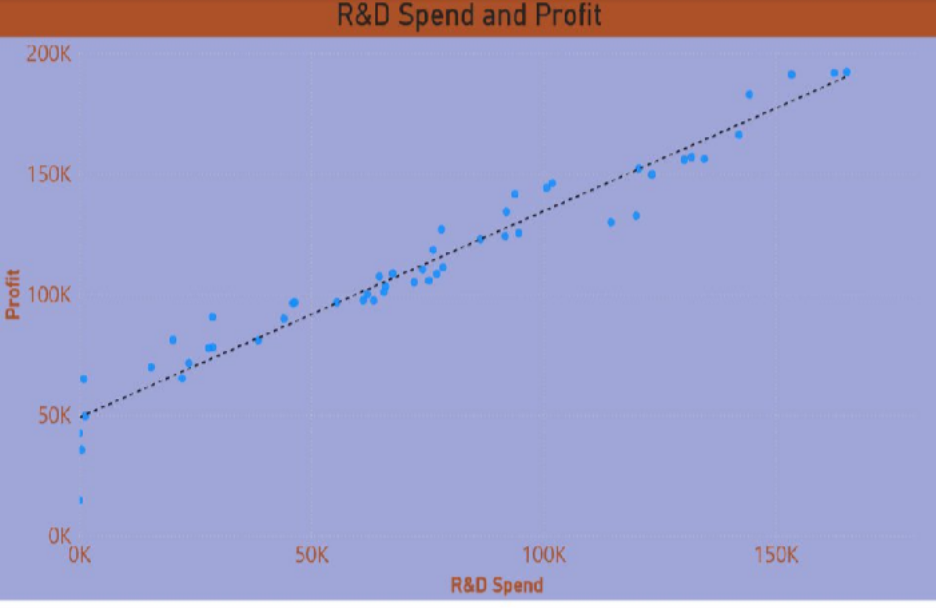 R&D Spend and Profit
200K
150K
100K
50K
0K
Profit
0K 50K 100K 150K
R&D Spend